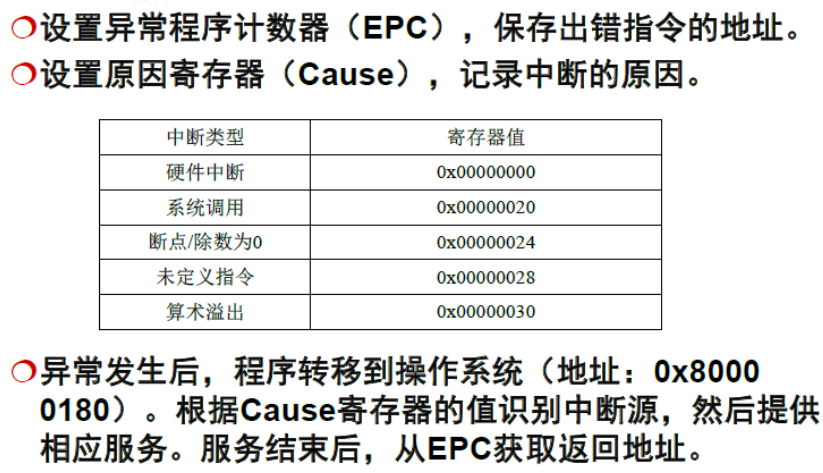 设置异常程序计数器（EPC），保存出错指令的地址。
设置原因寄存器（Cause），记录中断的原因。
中断类型 寄存器值
硬件中断 0x00000000
系统调用 0x00000020
断点/除数为0 0x00000024
未定义指令 0x00000028
算术溢出 0x00000030
异常发生后，程序转移到操作系统（地址：0x8000
0180）。根据Cause寄存器的值识别中断源，然后提供
相应服务。服务结束后，从EPC获取返回地址。